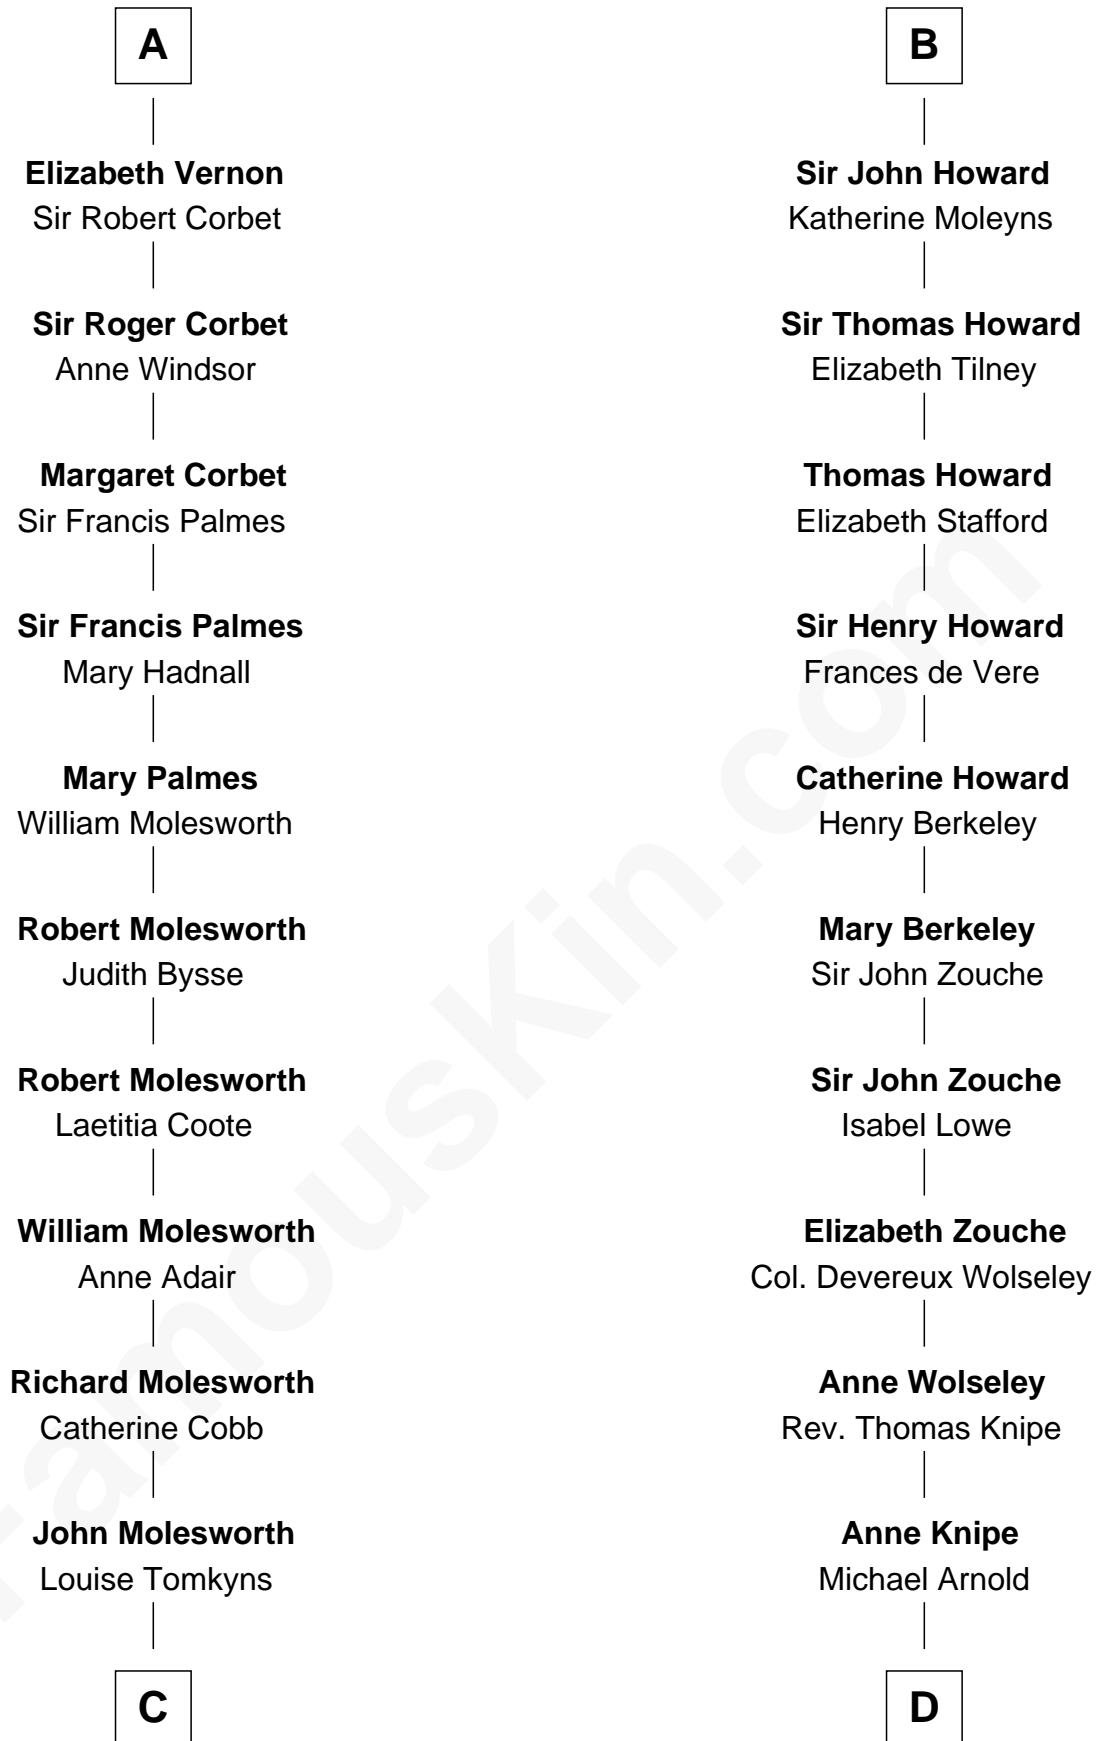 A
Elizabeth Vernon
Sir Robert Corbet
Sir Roger Corbet
Anne Windsor
Margaret Corbet
Sir Francis Palmes
Sir Francis Palmes
Mary Hadnall
Mary Palmes
William Molesworth
Robert Molesworth
Judith Bysse
Robert Molesworth
Laetitia Coote
William Molesworth
Anne Adair
Richard Molesworth
Catherine Cobb
John Molesworth
Louise Tomkyns
C
B
Sir John Howard
Katherine Moleyns
Sir Thomas Howard
Elizabeth Tilney
Thomas Howard
Elizabeth Stafford
Sir Henry Howard
Frances de Vere
Catherine Howard
Henry Berkeley
Mary Berkeley
Sir John Zouche
Sir John Zouche
Isabel Lowe
Elizabeth Zouche
Col. Devereux Wolseley
Anne Wolseley
Rev. Thomas Knipe
Anne Knipe
Michael Arnold
D
FamousKin.com